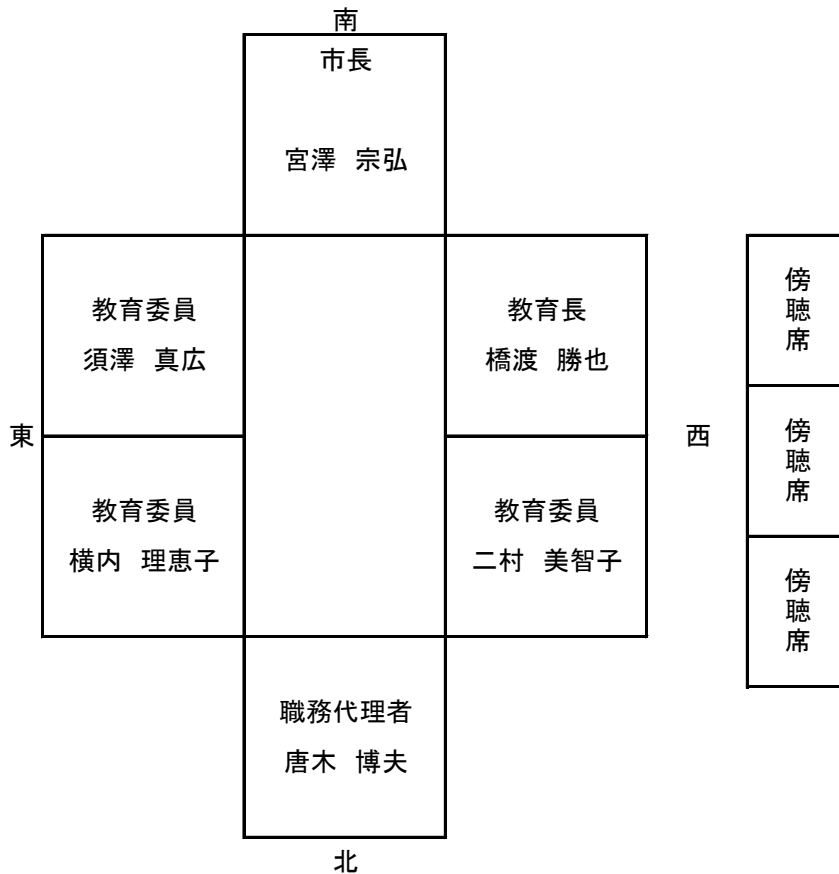 南
市長
宮澤　宗弘
教育委員
須澤　真広
教育長
橋渡　勝也
傍聴席
東
西
傍聴席
教育委員
横内　理恵子
教育委員
二村　美智子
傍聴席
職務代理者
唐木　博夫
北